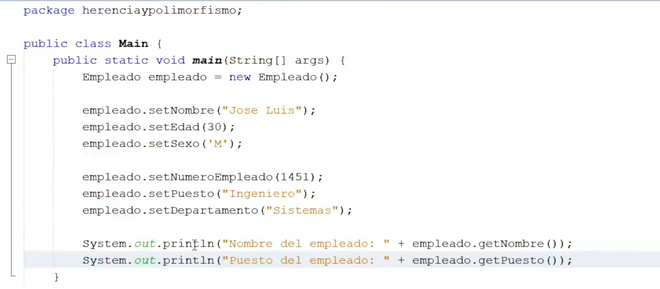 package herenciaypolimorfismo;
public class Main {
public static void main(String[] args) {
Empleado empleado = new Empleado();
empleado.setNombre("Jose Luis");
empleado.setEdad(30);
empleado.setSexo('M');
empleado.setNumeroEmpleado(1451);
empleado.setPuesto("Ingeniero");
empleado.setDepartamento("Sistemas");
System.out.println("Nombre del empleado: " + empleado.getNombre());
System.out.println("Puesto del empleado: " + empleado.getPuesto());
}